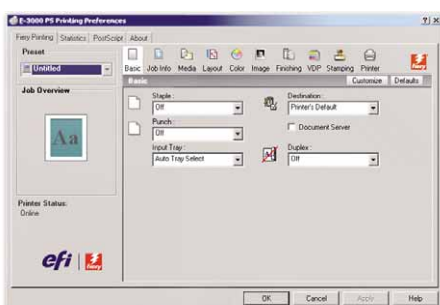 E-3000 PS Printing Preferences
Fiery Printing Statistics PostScript About
Preset
Untitled
Basic Job Info Media Layout Color Image Finishing VDP Stamping Printer
Basic Customize Defaults
Job Overview
Aa
Staple :
Off
Destination :
Printer's Default
Punch :
Off
Document Server
Input Tray :
Auto Tray Select
Duplex :
Off
Printer Status:
Online
efi fiery
OK Cancel Apply Help